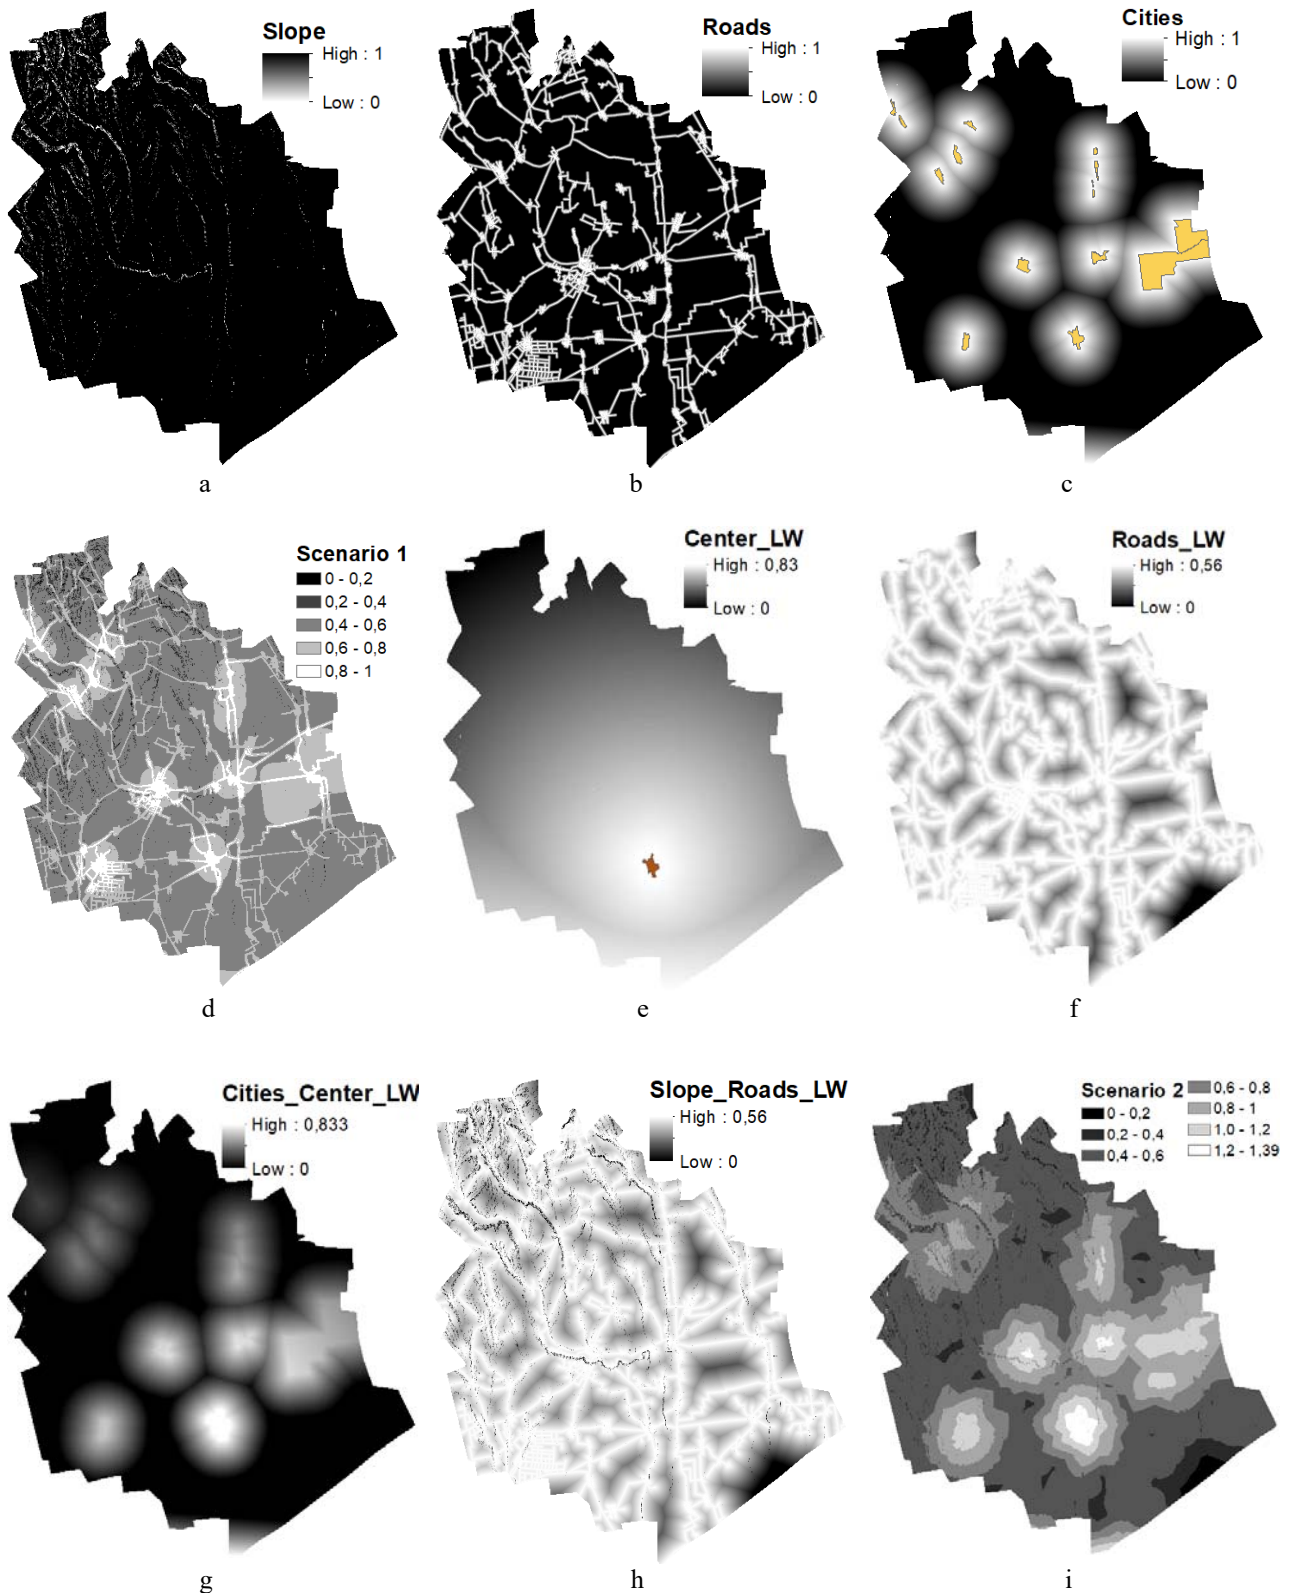 Slope
High : 1
Low : 0
a
Roads
High : 1
Low : 0
b
Cities
High : 1
Low : 0
c
Scenario 1
0 - 0,2
0,2 - 0,4
0,4 - 0,6
0,6 - 0,8
0,8 - 1
d
Center_LW
High : 0,83
Low : 0
e
Roads_LW
High : 0,56
Low : 0
f
Cities_Center_LW
High : 0,833
Low : 0
g
Slope_Roads_LW
High : 0,56
Low : 0
h
Scenario 2
0 - 0,2
0,2 - 0,4
0,4 - 0,6
0,6 - 0,8
0,8 - 1
1,0 - 1,2
1,2 - 1,39
i